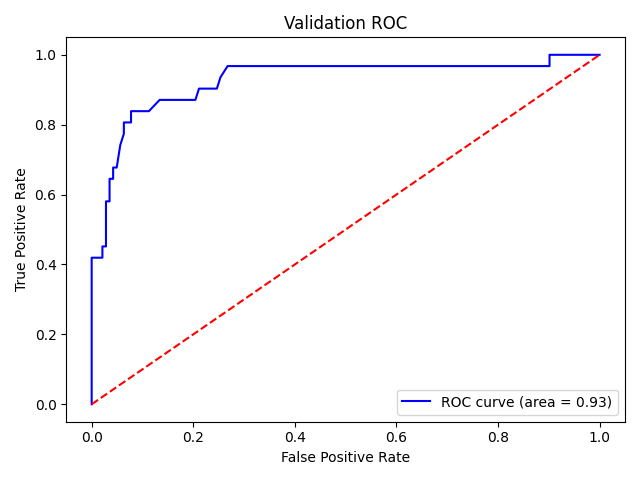 Validation ROC
True Positive Rate
1.0
0.8
0.6
0.4
0.2
0.0
0.0 0.2 0.4 0.6 0.8 1.0
False Positive Rate
ROC curve (area = 0.93)